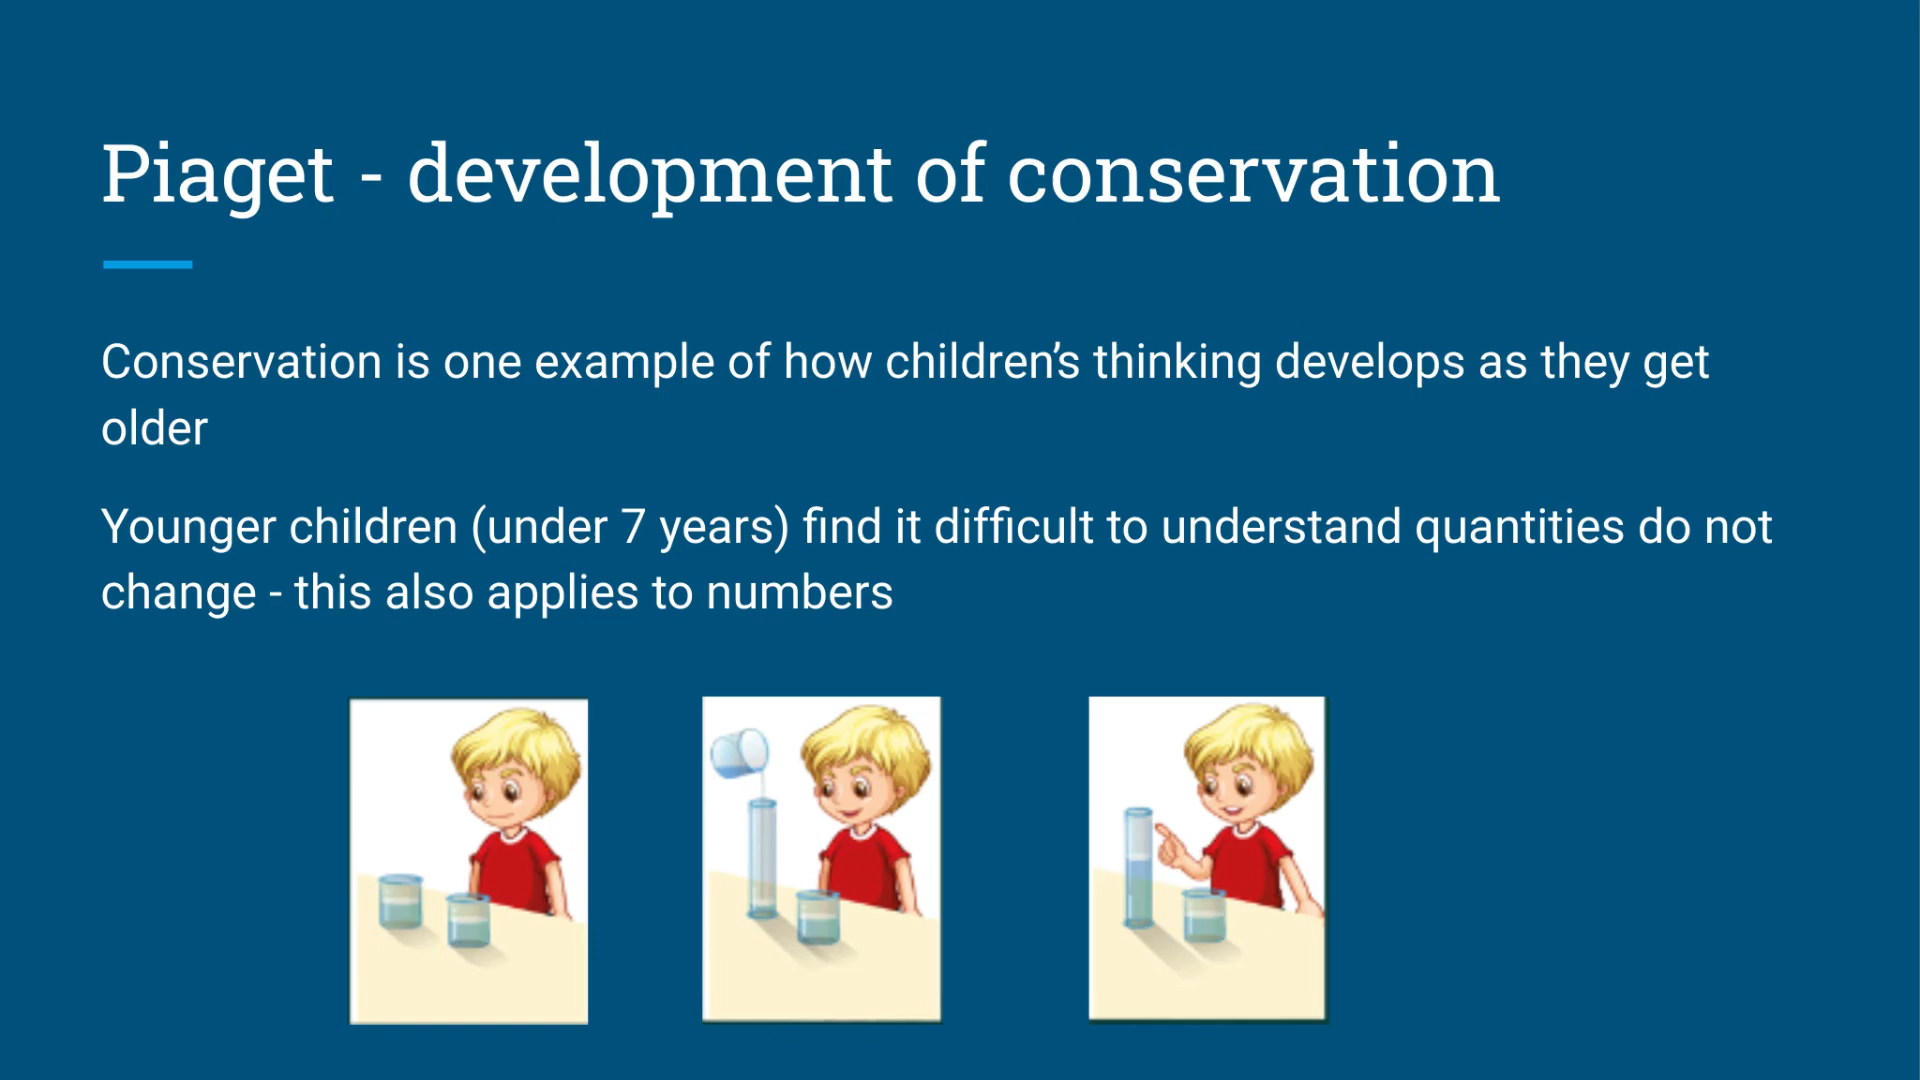 Piaget - development of conservation
Conservation is one example of how children’s thinking develops as they get
older
Younger children (under 7 years) find it difficult to understand quantities do not
change - this also applies to numbers